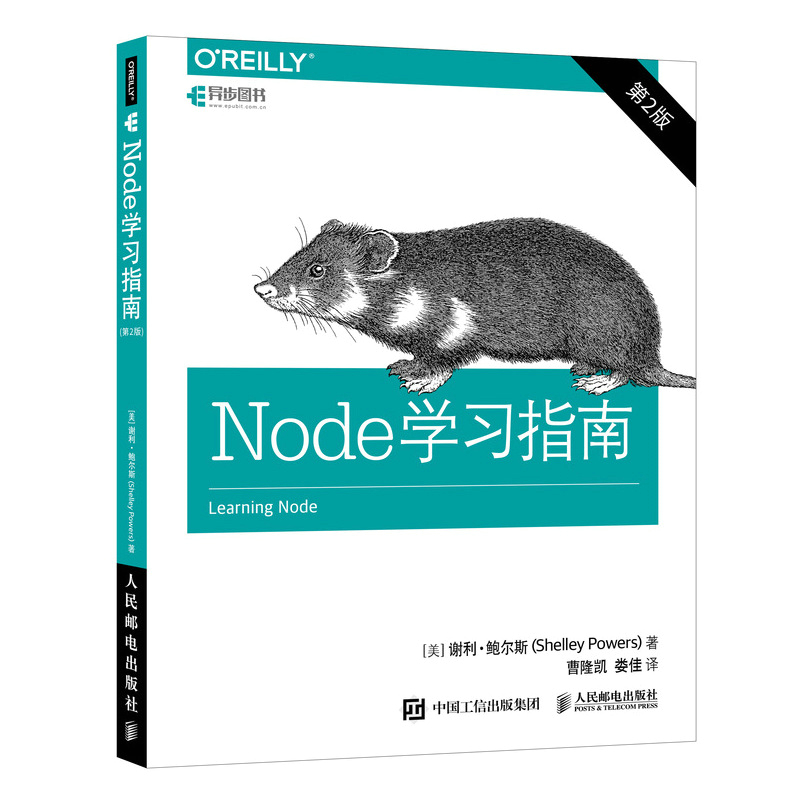 O'REILLY®
异步图书
www.epubit.com.cn
第2版
Node学习指南
Learning Node
[美] 谢利·鲍尔斯 (Shelley Powers) 著
曹隆凯 娄佳 译
中国工信出版集团
人民邮电出版社
POSTS & TELECOM PRESS
O'REILLY®
Node学习指南
(第2版)
[美] 谢利·鲍尔斯 (Shelley Powers) 著
人民邮电出版社